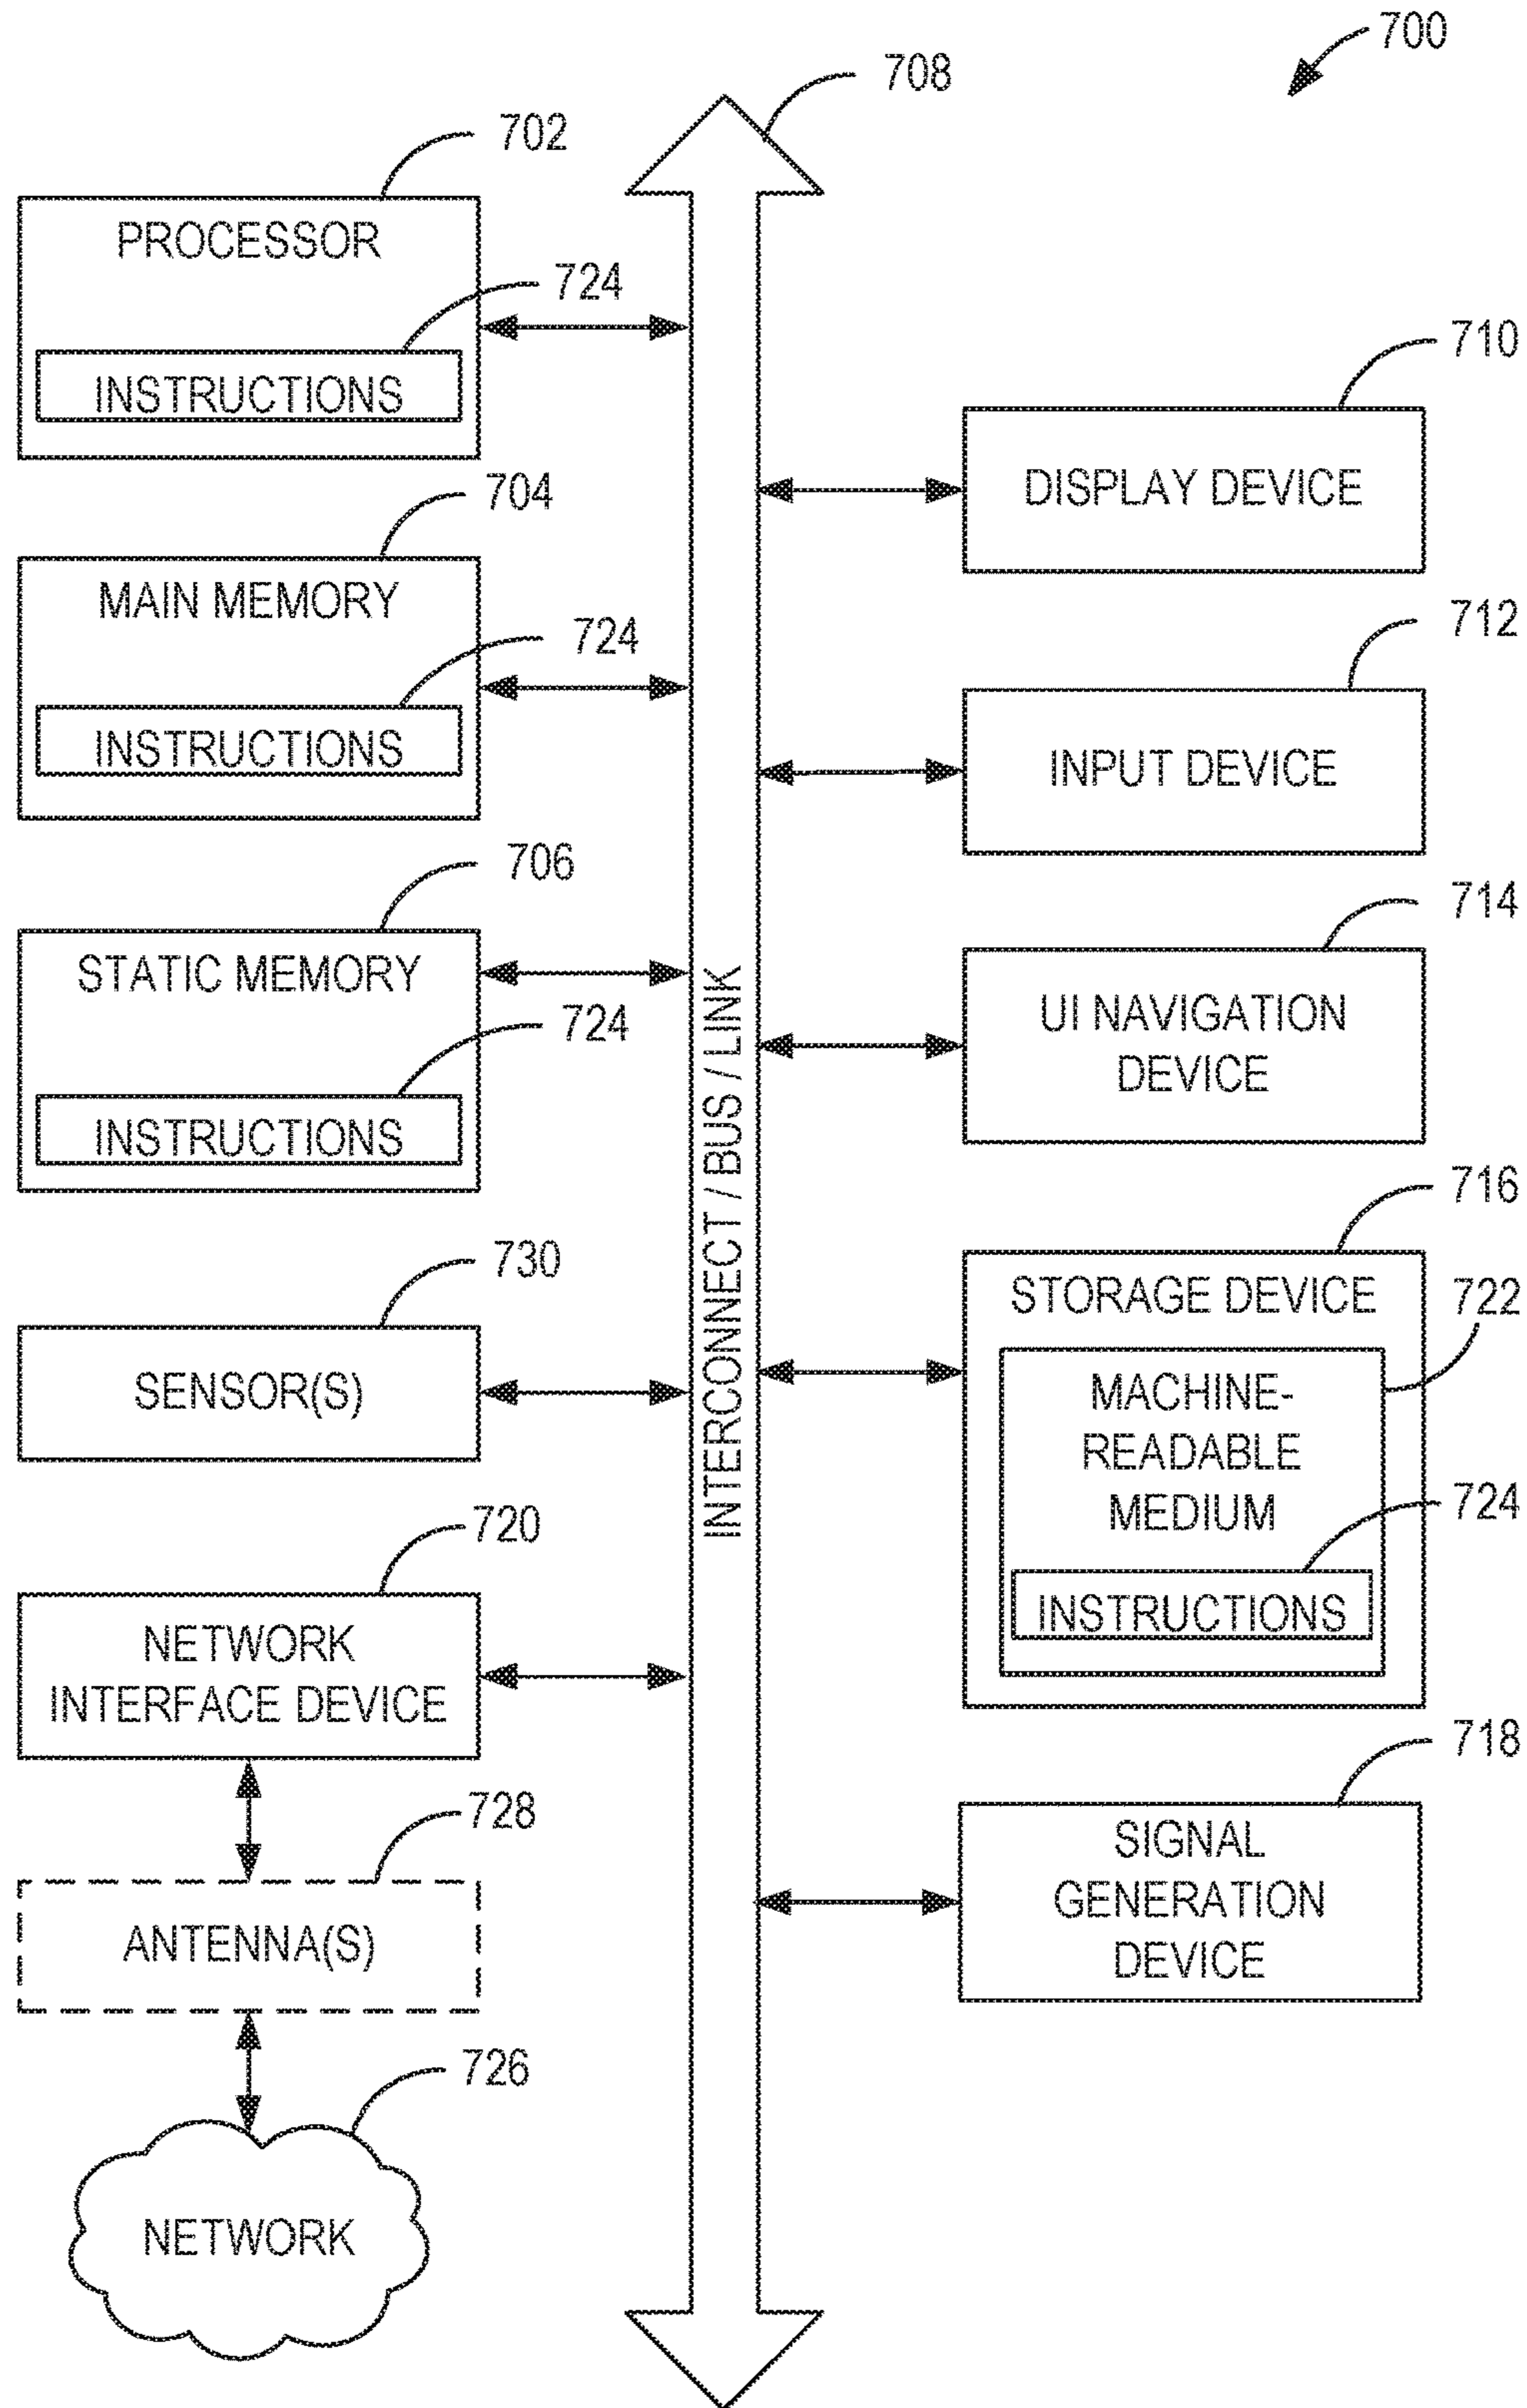 700
708
702
PROCESSOR
724
INSTRUCTIONS
704
MAIN MEMORY
724
INSTRUCTIONS
706
STATIC MEMORY
724
INSTRUCTIONS
730
SENSOR(S)
720
NETWORK
INTERFACE DEVICE
728
ANTENNA(S)
726
NETWORK
INTERCONNECT / BUS / LINK
710
DISPLAY DEVICE
712
INPUT DEVICE
714
UI NAVIGATION
DEVICE
716
STORAGE DEVICE
722
MACHINE-
READABLE
MEDIUM
724
INSTRUCTIONS
718
SIGNAL
GENERATION
DEVICE